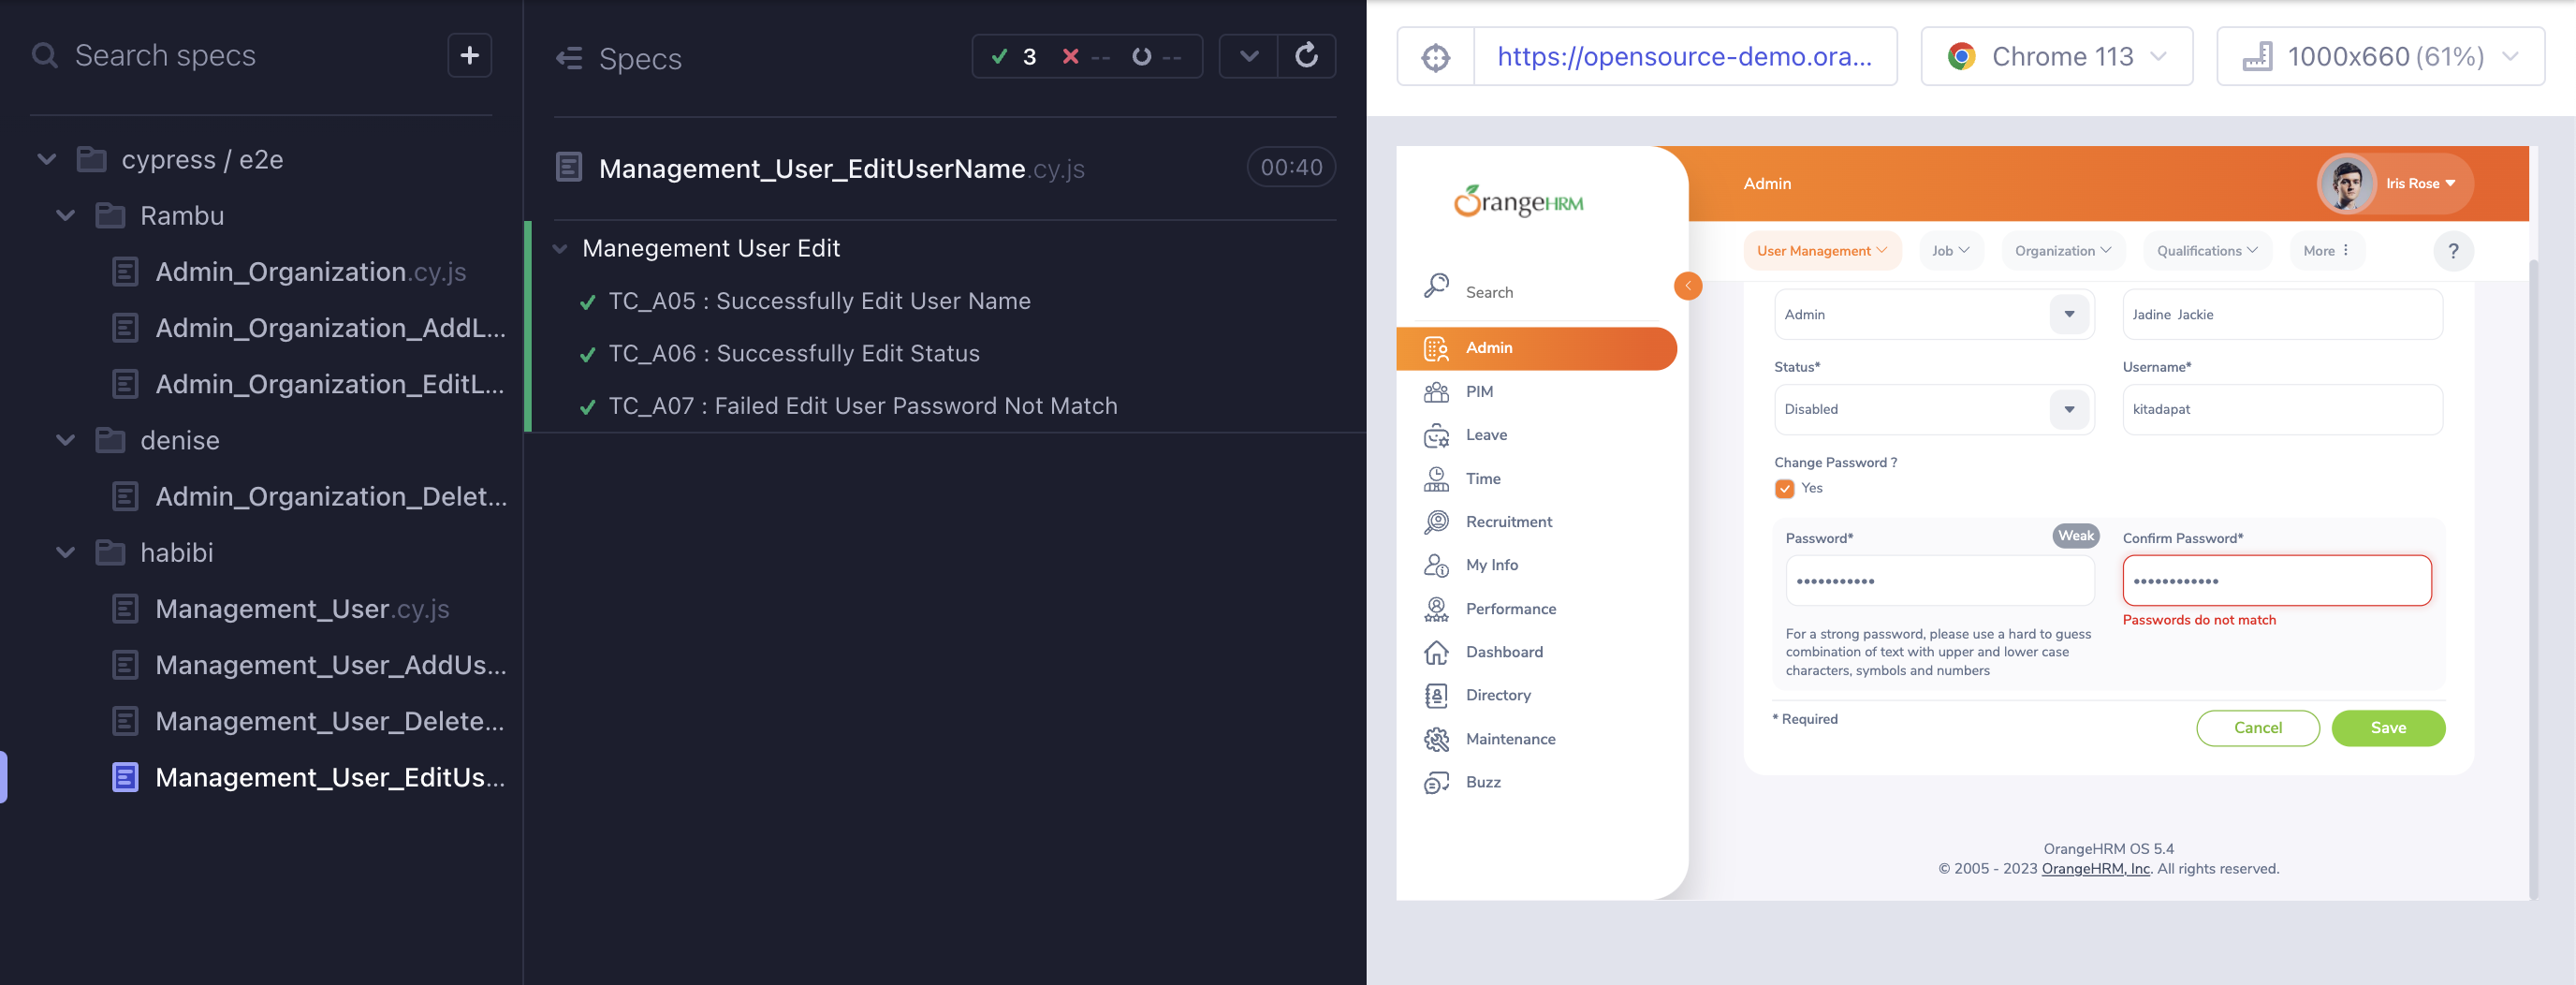 Search specs
+
cypress / e2e
Rambu
Admin_Organization.cy.js
Admin_Organization_AddL...
Admin_Organization_EditL...
denise
Admin_Organization_Delet...
habibi
Management_User.cy.js
Management_User_AddUs...
Management_User_Delete...
Management_User_EditUs...
Specs
3 -- --
Management_User_EditUserName.cy.js 00:40
Manegement User Edit
TC_A05 : Successfully Edit User Name
TC_A06 : Successfully Edit Status
TC_A07 : Failed Edit User Password Not Match
https://opensource-demo.ora... Chrome 113 1000x660 (61%)
OrangeHRM
Search
Admin
PIM
Leave
Time
Recruitment
My Info
Performance
Dashboard
Directory
Maintenance
Buzz
Admin Iris Rose
User Management Job Organization Qualifications More ?
Admin Jadine Jackie
Status* Username*
Disabled kitadapat
Change Password ?
Yes
Password* Weak Confirm Password*
••••••••••• ••••••••••••
Passwords do not match
For a strong password, please use a hard to guess
combination of text with upper and lower case
characters, symbols and numbers
* Required
Cancel Save
OrangeHRM OS 5.4
© 2005 - 2023 OrangeHRM, Inc. All rights reserved.